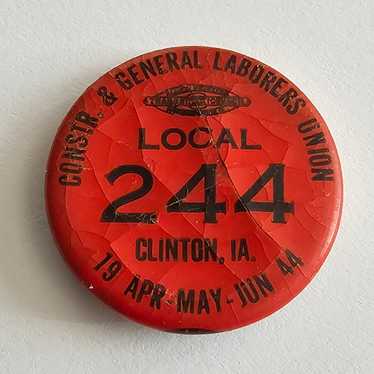 CONSTR. & GENERAL LABORERS UNION
LOCAL
244
CLINTON, IA.
19 APR-MAY-JUN 44